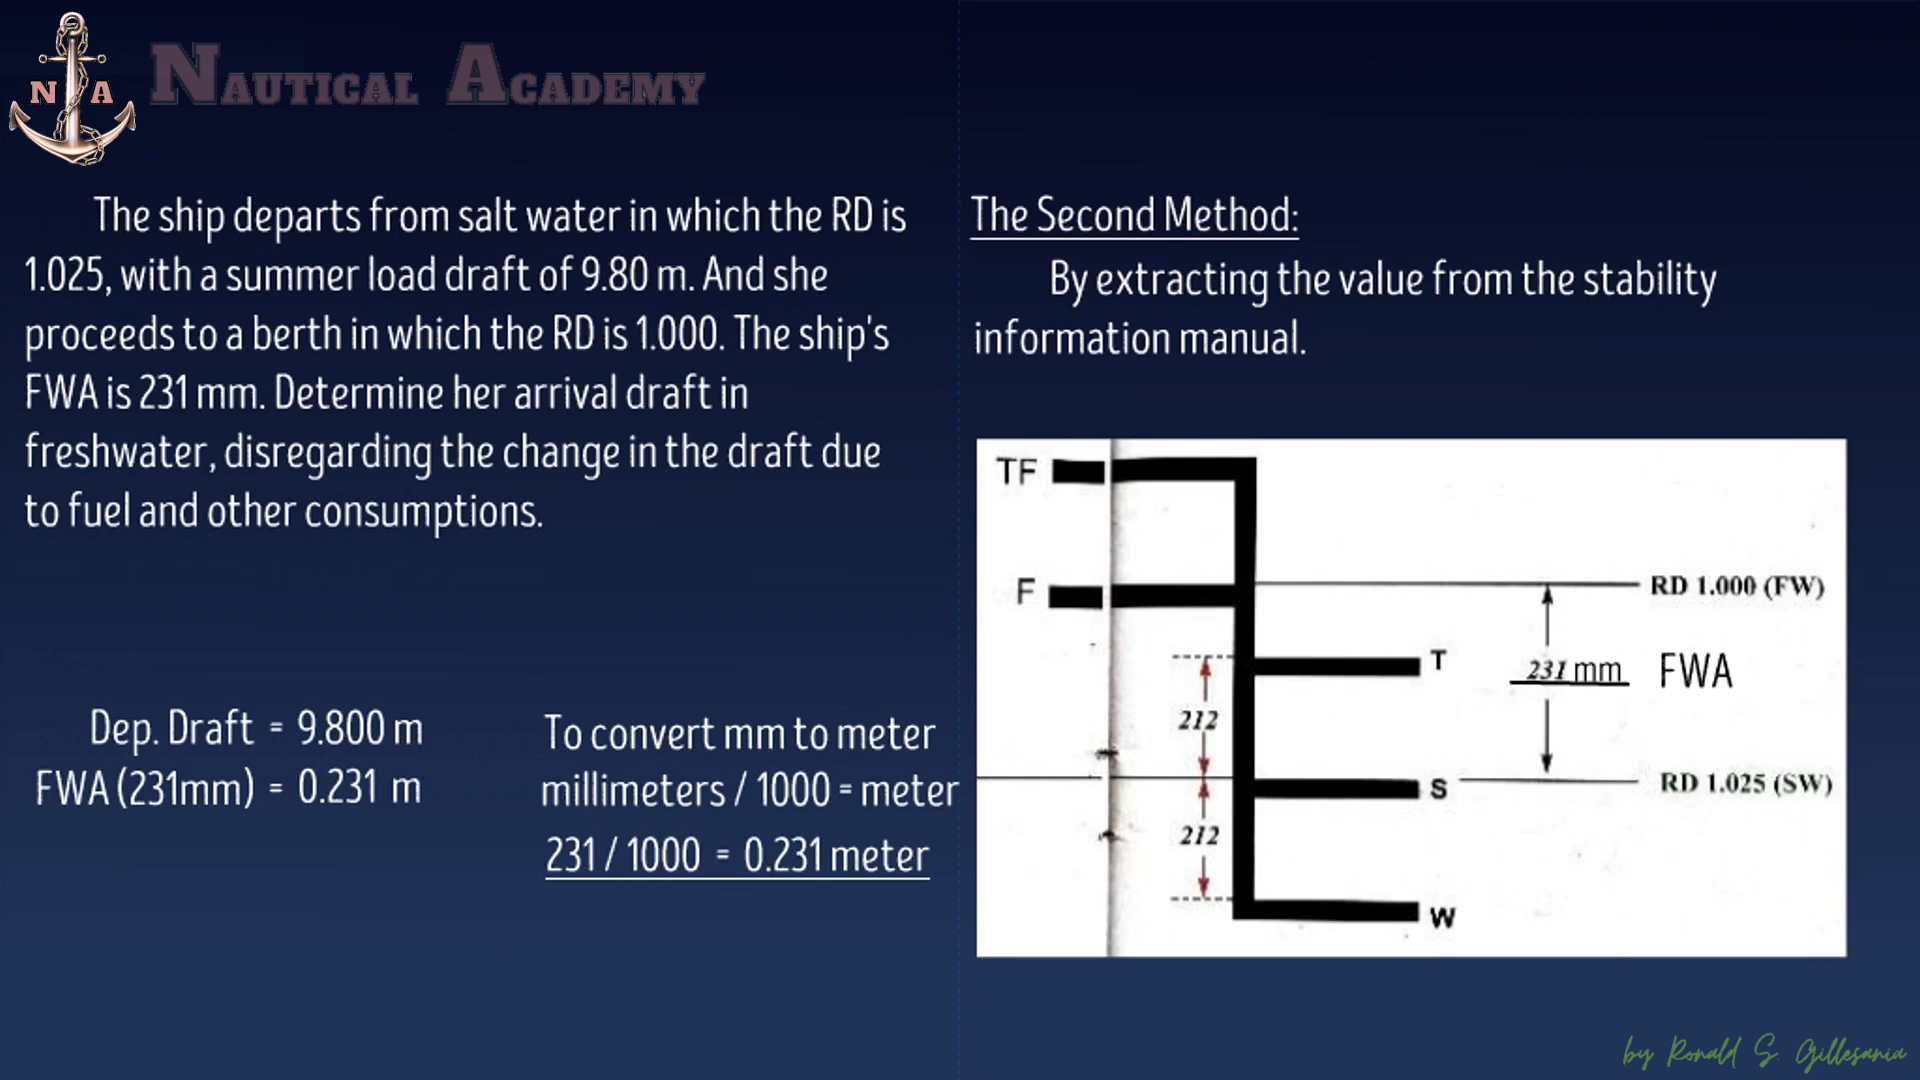 N A
NAUTICAL ACADEMY
The ship departs from salt water in which the RD is
1.025, with a summer load draft of 9.80 m. And she
proceeds to a berth in which the RD is 1.000. The ship's
FWA is 231 mm. Determine her arrival draft in
freshwater, disregarding the change in the draft due
to fuel and other consumptions.
Dep. Draft = 9.800 m
FWA (231mm) = 0.231 m
To convert mm to meter
millimeters / 1000 = meter
231 / 1000 = 0.231 meter
The Second Method:
By extracting the value from the stability
information manual.
TF
F
RD 1.000 (FW)
T
231 mm FWA
212
S
RD 1.025 (SW)
212
W
by Ronald S. Gillesania